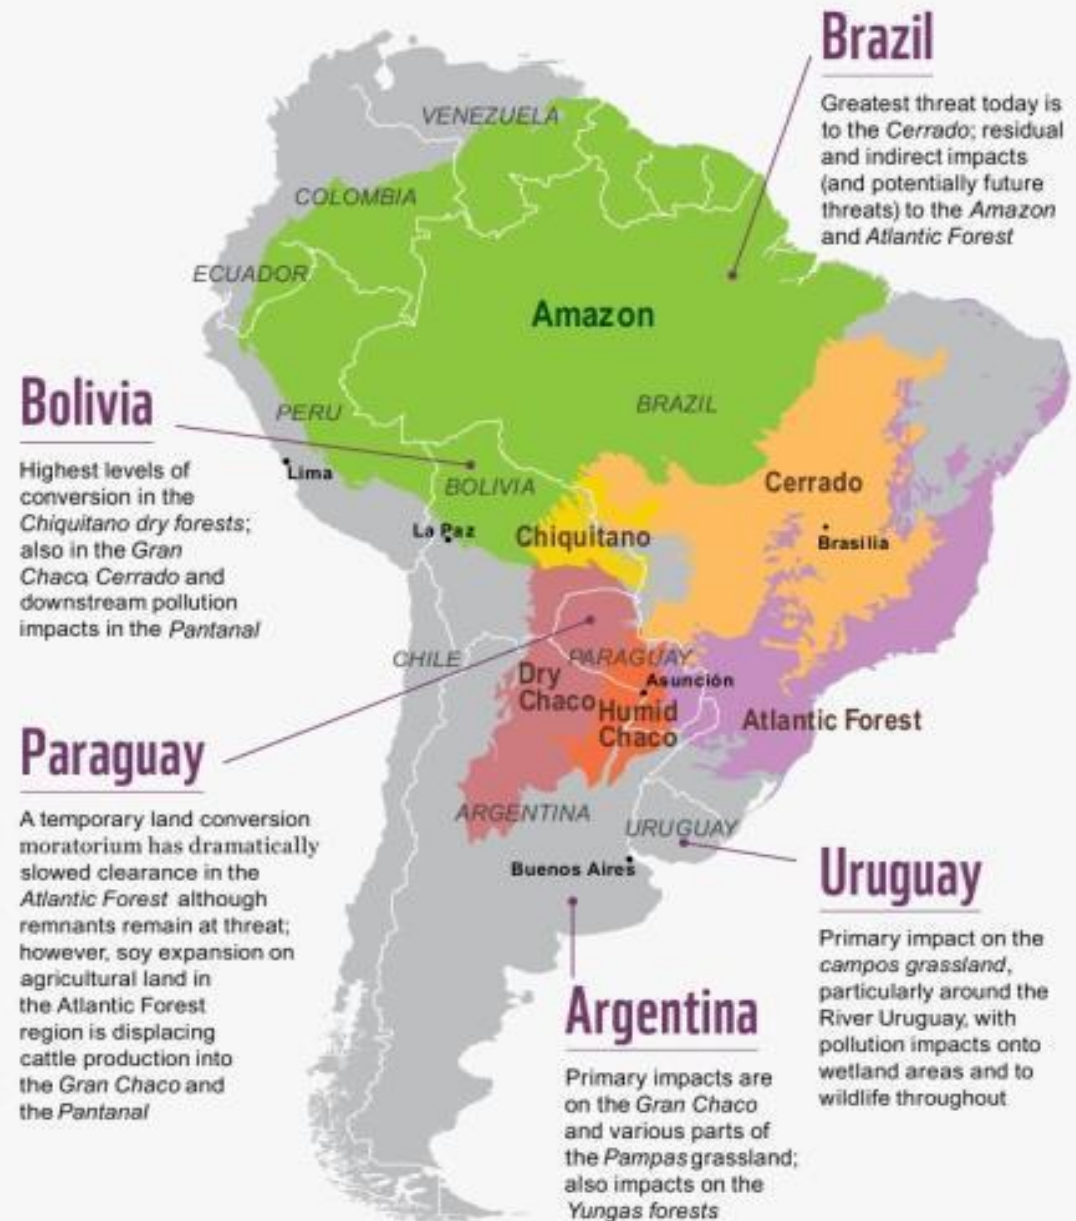 Brazil
Greatest threat today is
to the Cerrado; residual
and indirect impacts
(and potentially future
threats) to the Amazon
and Atlantic Forest
VENEZUELA
COLOMBIA
ECUADOR
Amazon
PERU
BRAZIL
Lima
BOLIVIA
Cerrado
La Paz
Chiquitano
Brasilia
CHILE
PARAGUAY
Dry
Chaco
Asunción
Humid
Chaco
Atlantic Forest
ARGENTINA
URUGUAY
Buenos Aires
Bolivia
Highest levels of
conversion in the
Chiquitano dry forests;
also in the Gran
Chaco, Cerrado and
downstream pollution
impacts in the Pantanal
Paraguay
A temporary land conversion
moratorium has dramatically
slowed clearance in the
Atlantic Forest although
remnants remain at threat;
however, soy expansion on
agricultural land in
the Atlantic Forest
region is displacing
cattle production into
the Gran Chaco and
the Pantanal
Uruguay
Primary impact on the
campos grassland,
particularly around the
River Uruguay, with
pollution impacts onto
wetland areas and to
wildlife throughout
Argentina
Primary impacts are
on the Gran Chaco
and various parts of
the Pampas grassland;
also impacts on the
Yungas forests